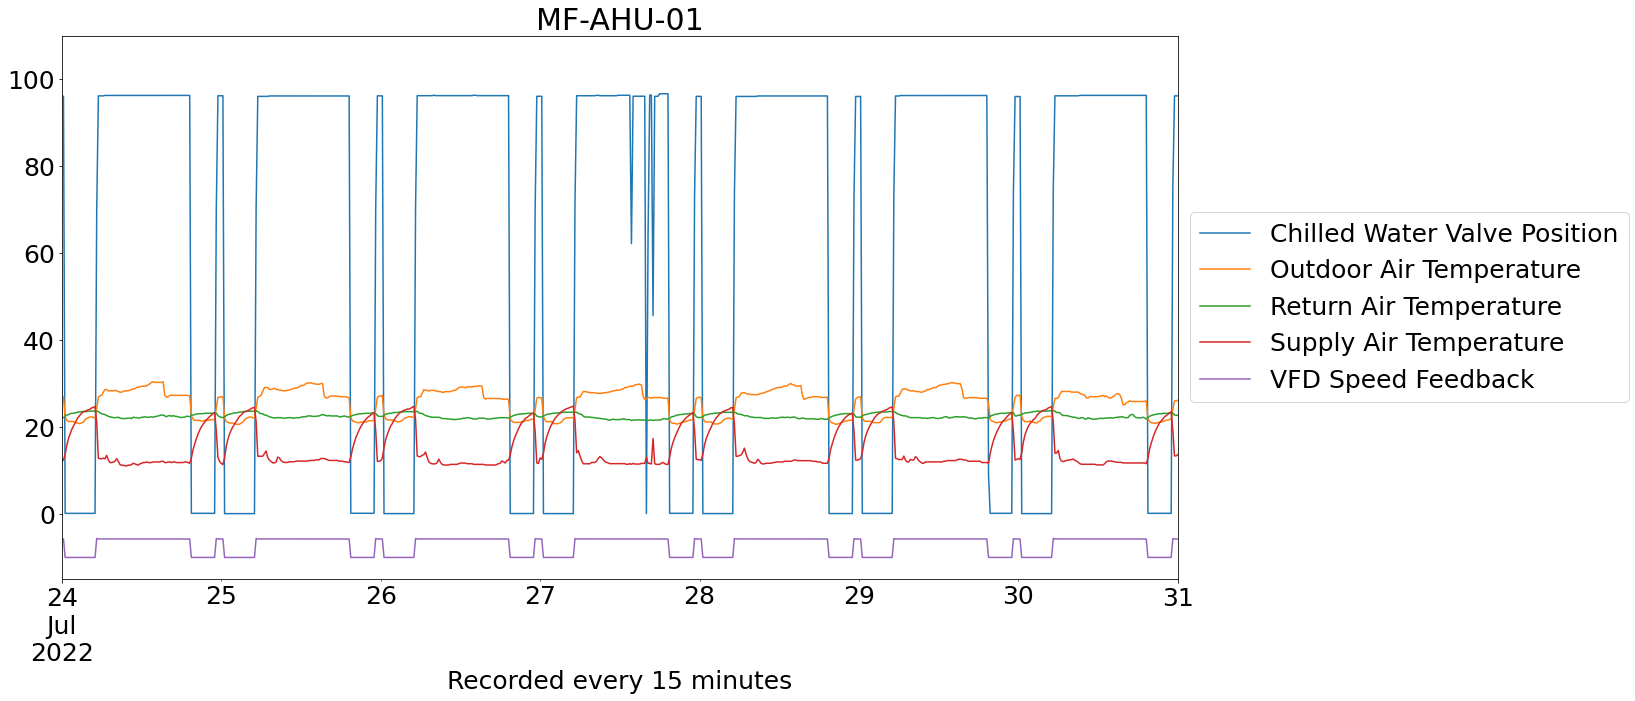 MF-AHU-01
100
80
60
40
20
0
24
Jul
2022
25
26
27
28
29
30
31
Recorded every 15 minutes
Chilled Water Valve Position
Outdoor Air Temperature
Return Air Temperature
Supply Air Temperature
VFD Speed Feedback